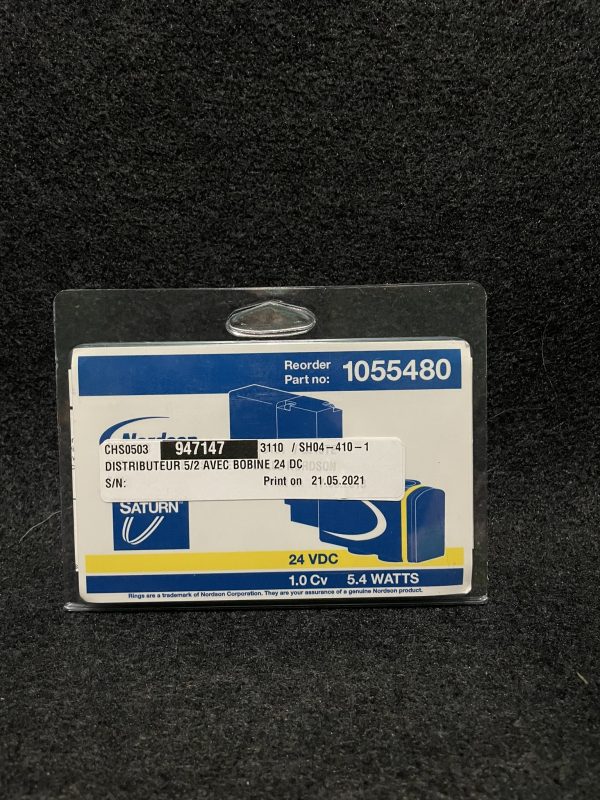 Reorder
Part no: 1055480
Nordson
CHS0503 947147 3110 / SH04-410-1
DISTRIBUTEUR 5/2 AVEC BOBINE 24 DC
NORDSON
S/N: Print on 21.05.2021
SATURN®
24 VDC
1.0 Cv 5.4 WATTS
Rings are a trademark of Nordson Corporation. They are your assurance of a genuine Nordson product.